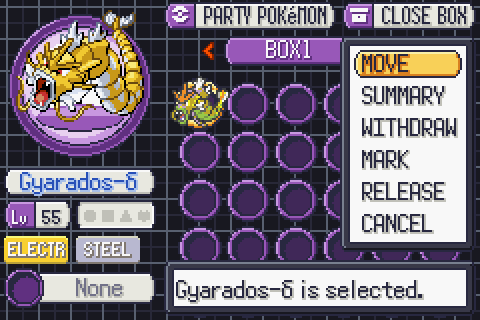 PARTY POKéMON
CLOSE BOX
BOX1
MOVE
SUMMARY
WITHDRAW
MARK
RELEASE
CANCEL
Gyarados-δ
Lv 55
ELECTR STEEL
None
Gyarados-δ is selected.